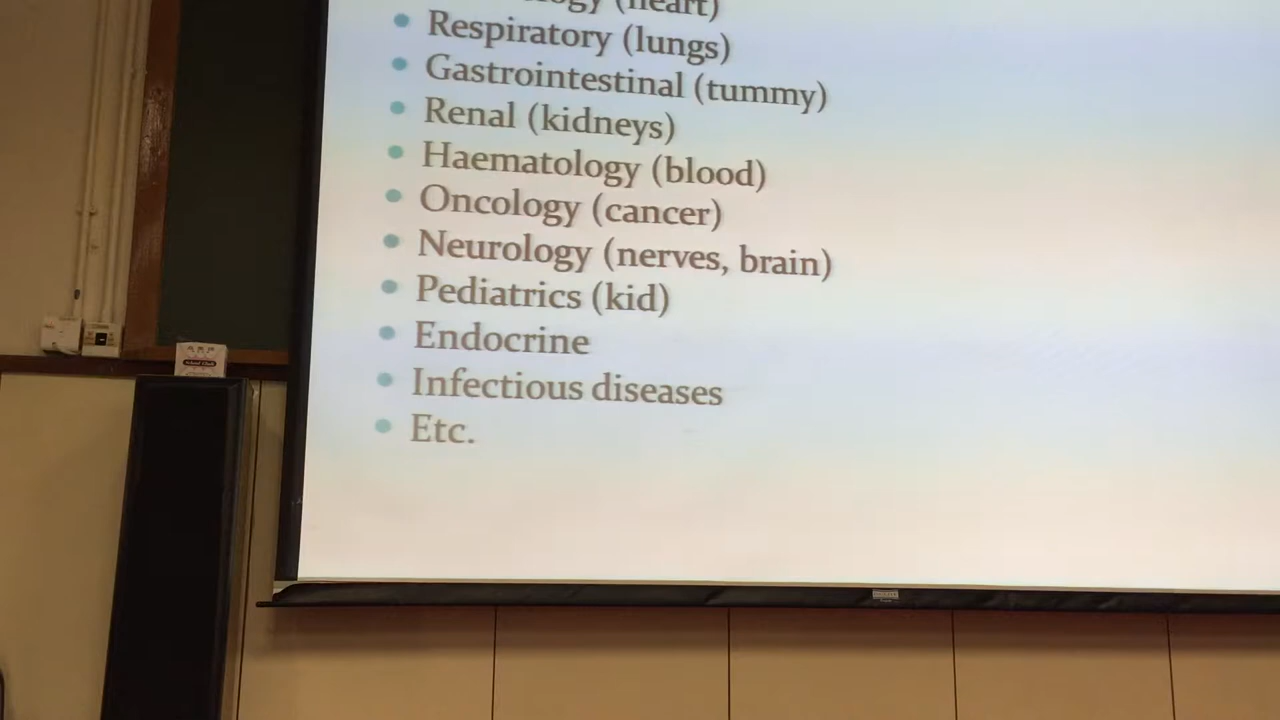 (heart)
• Respiratory (lungs)
• Gastrointestinal (tummy)
• Renal (kidneys)
• Haematology (blood)
• Oncology (cancer)
• Neurology (nerves, brain)
• Pediatrics (kid)
• Endocrine
• Infectious diseases
• Etc.